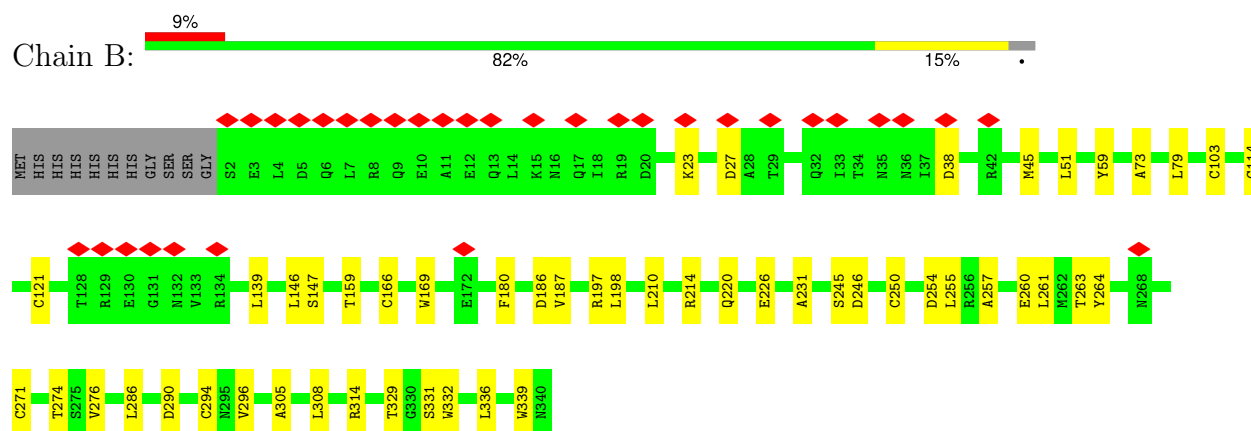 9%
Chain B:
82% 15% •
MET HIS HIS HIS HIS HIS HIS GLY SER SER GLY S2 E3 L4 D5 Q6 L7 R8 Q9 E10 A11 E12 Q13 L14 K15 N16 Q17 I18 R19 D20 K23 D27 A28 T29 Q32 I33 T34 N35 N36 I37 D38 R42 M45 L51 Y59 A73 L79 C103
C121 T128 R129 E130 G131 N132 V133 R134 L139 L146 S147 T159 C166 W169 E172 F180 D186 V187 R197 L198 L210 R214 Q220 E226 A231 S245 D246 C250 D254 L255 R256 A257 E260 L261 M262 T263 Y264 N268
C271 T274 S275 V276 L286 D290 C294 N295 V296 A305 L308 R314 T329 G330 S331 W332 L336 W339 N340